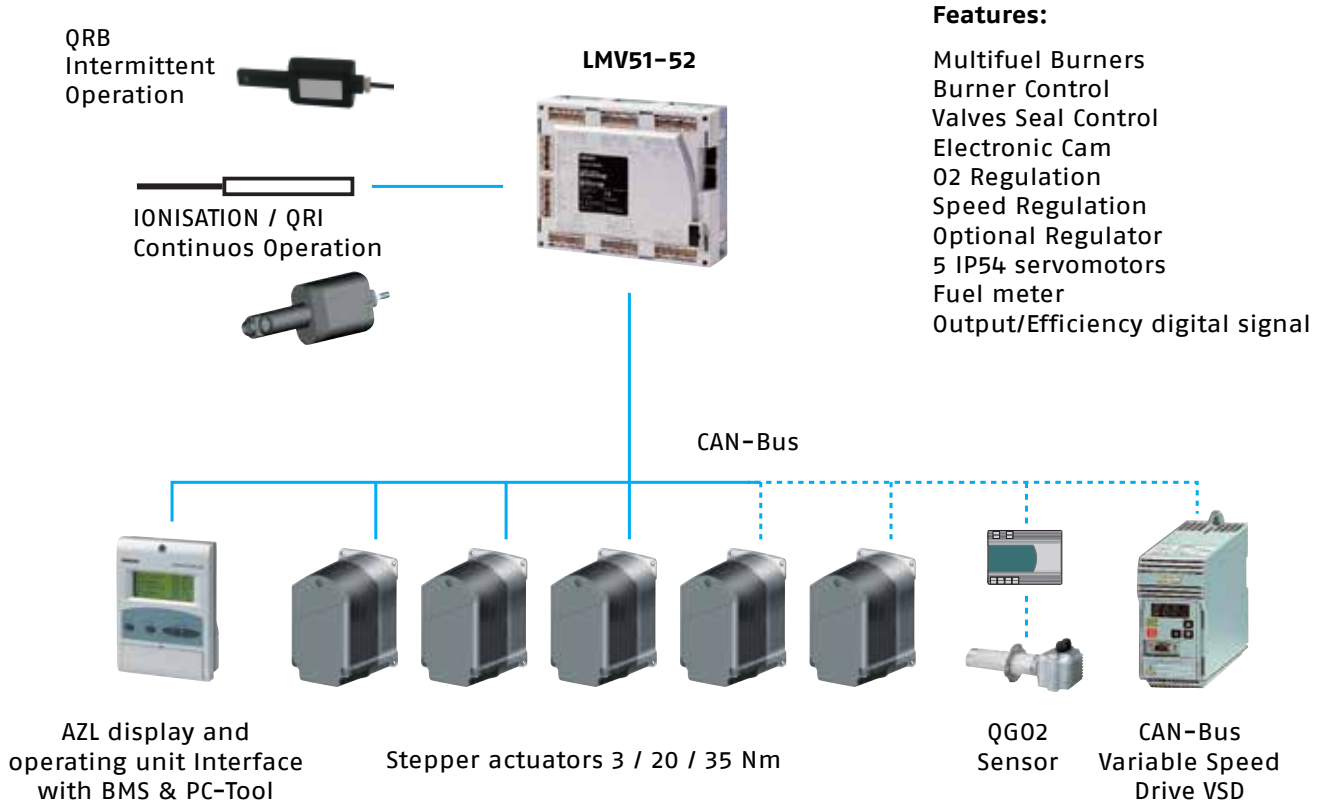 QRB
Intermittent
Operation
LMV51-52
Features:
Multifuel Burners
Burner Control
Valves Seal Control
Electronic Cam
O2 Regulation
Speed Regulation
Optional Regulator
5 IP54 servomotors
Fuel meter
Output/Efficiency digital signal
IONISATION / QRI
Continuos Operation
CAN-Bus
AZL display and
operating unit Interface
with BMS & PC-Tool
Stepper actuators 3 / 20 / 35 Nm
QGO2
Sensor
CAN-Bus
Variable Speed
Drive VSD